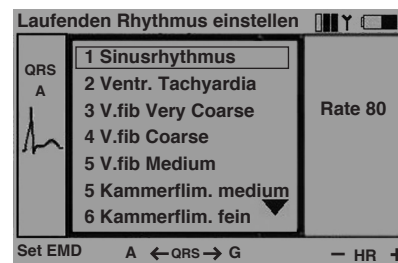 Laufenden Rhythmus einstellen
QRS
A
1 Sinusrhythmus
2 Ventr. Tachyardia
3 V.fib Very Coarse
4 V.fib Coarse
5 V.fib Medium
5 Kammerflim. medium
6 Kammerflim. fein
Rate 80
Set EMD A ←QRS→ G − HR +